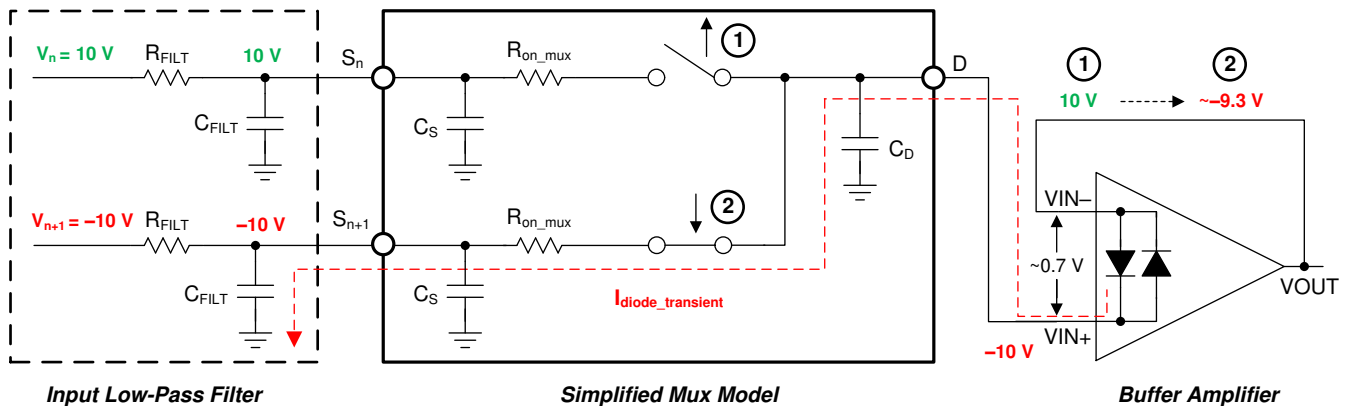 Vn = 10 V
RFILT
10 V
Sn
Ron_mux
1
D
1
2
10 V
~–9.3 V
CFILT
CS
CD
Vn+1 = –10 V
RFILT
–10 V
Sn+1
Ron_mux
2
VIN–
~0.7 V
CFILT
CS
Idiode_transient
VOUT
VIN+
–10 V
Input Low-Pass Filter
Simplified Mux Model
Buffer Amplifier